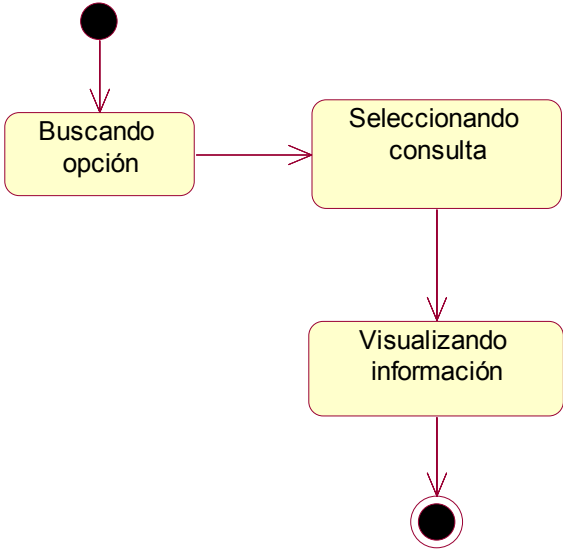 Buscando
opción
Seleccionando
consulta
Visualizando
información